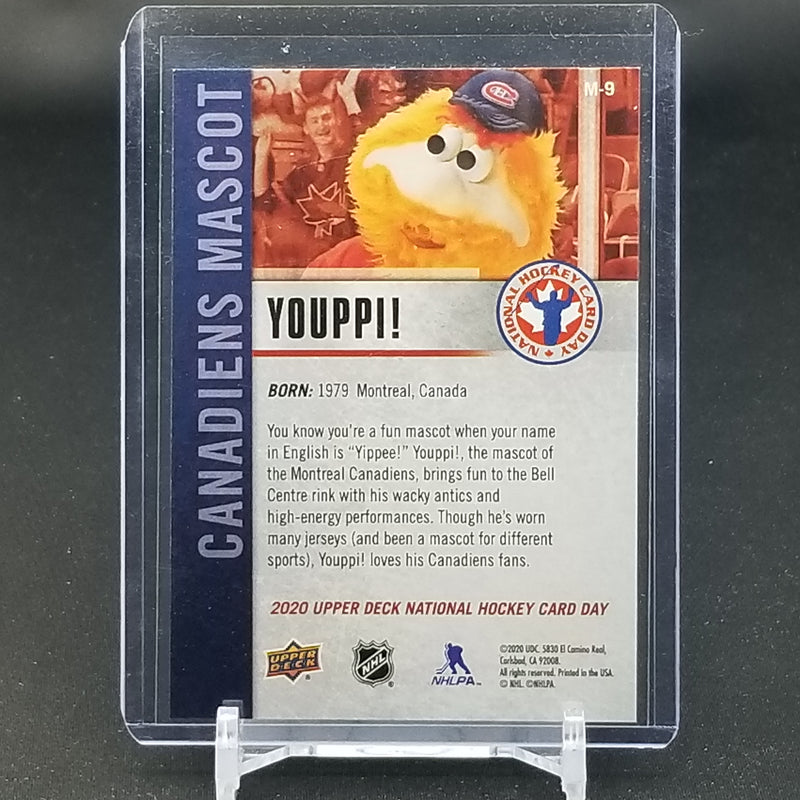 CANADIENS MASCOT
M-9
NATIONAL HOCKEY CARD DAY
YOUPPI!
BORN: 1979 Montreal, Canada
You know you're a fun mascot when your name
in English is “Yippee!” Youppi!, the mascot of
the Montreal Canadiens, brings fun to the Bell
Centre rink with his wacky antics and
high-energy performances. Though he's worn
many jerseys (and been a mascot for different
sports), Youppi! loves his Canadiens fans.
2020 UPPER DECK NATIONAL HOCKEY CARD DAY
UPPER
DECK
NHL
NHLPA
©2020 UDC. 5830 El Camino Real,
Carlsbad, CA 92008.
All rights reserved. Printed in the USA.
© NHL. ©NHLPA.